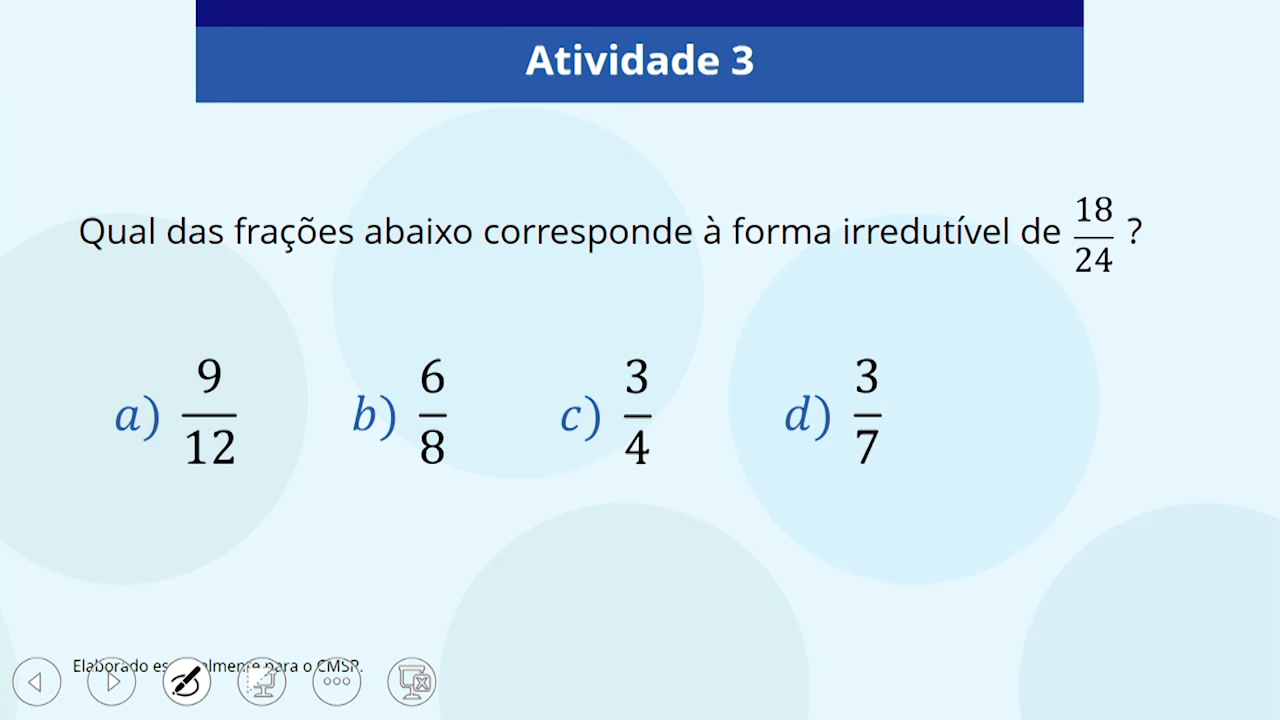 Atividade 3
Qual das frações abaixo corresponde à forma irredutível de 18/24 ?
a) 9/12 b) 6/8 c) 3/4 d) 3/7
Elaborado para o CMSP.